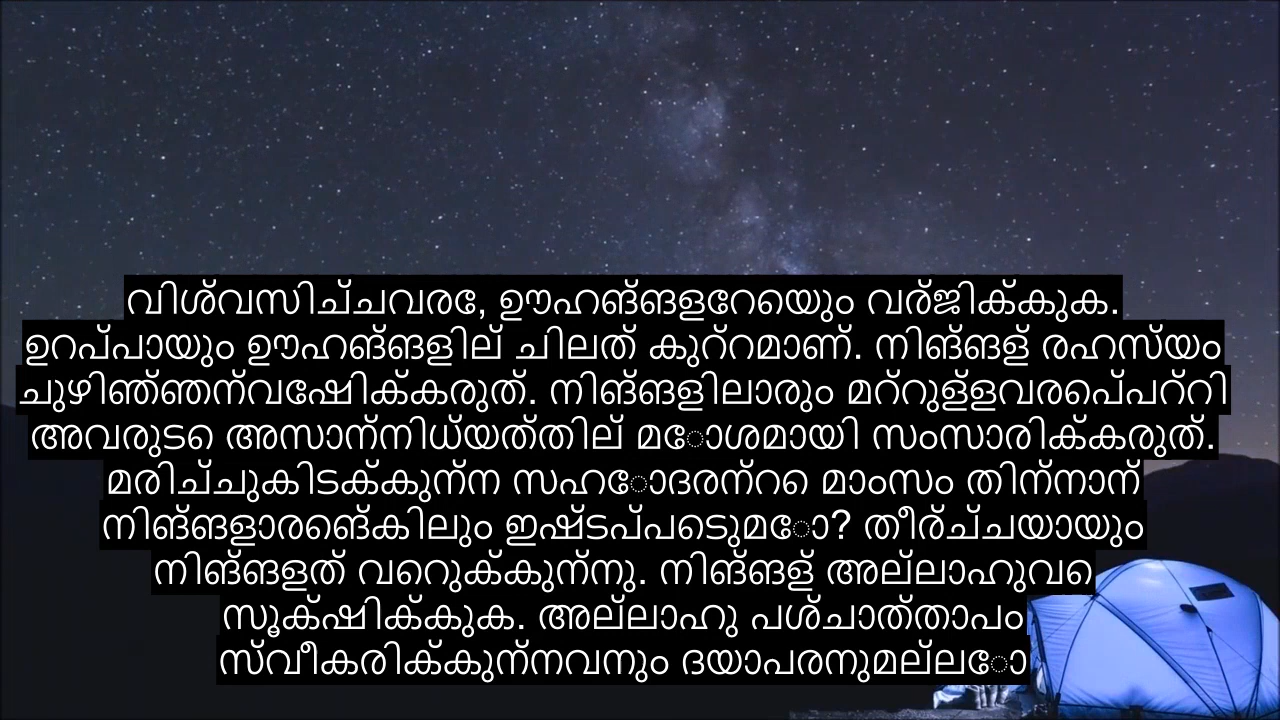 വിശ്വസിച്ചവരേ, ഊഹങ്ങളേറെയും വര്ജിക്കുക.
ഉറപ്പായും ഊഹങ്ങളില് ചിലത് കുറ്റമാണ്. നിങ്ങള് രഹസ്യം
ചുഴിഞ്ഞന്വേഷിക്കരുത്. നിങ്ങളിലാരും മറ്റുള്ളവരെപ്പറ്റി
അവരുടെ അസാന്നിധ്യത്തില് മോശമായി സംസാരിക്കരുത്.
മരിച്ചുകിടക്കുന്ന സഹോദരന്റെ മാംസം തിന്നാന്
നിങ്ങളാരെങ്കിലും ഇഷ്ടപ്പെടുമോ? തീര്ച്ചയായും
നിങ്ങളത് വെറുക്കുന്നു. നിങ്ങള് അല്ലാഹുവെ
സൂക്ഷിക്കുക. അല്ലാഹു പശ്ചാത്താപം
സ്വീകരിക്കുന്നവനും ദയാപരനുമല്ലോ